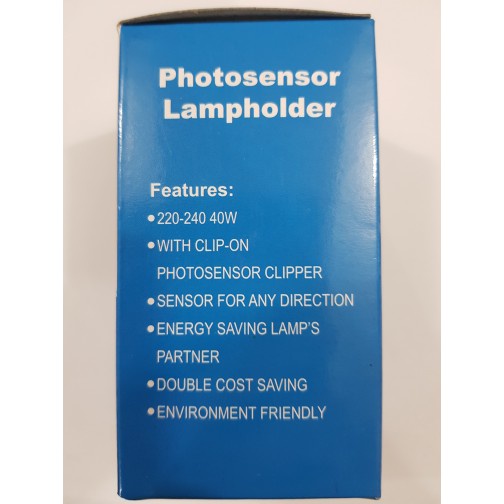 Photosensor
Lampholder
Features:
•220-240 40W
•WITH CLIP-ON
PHOTOSENSOR CLIPPER
•SENSOR FOR ANY DIRECTION
•ENERGY SAVING LAMP'S
PARTNER
•DOUBLE COST SAVING
•ENVIRONMENT FRIENDLY